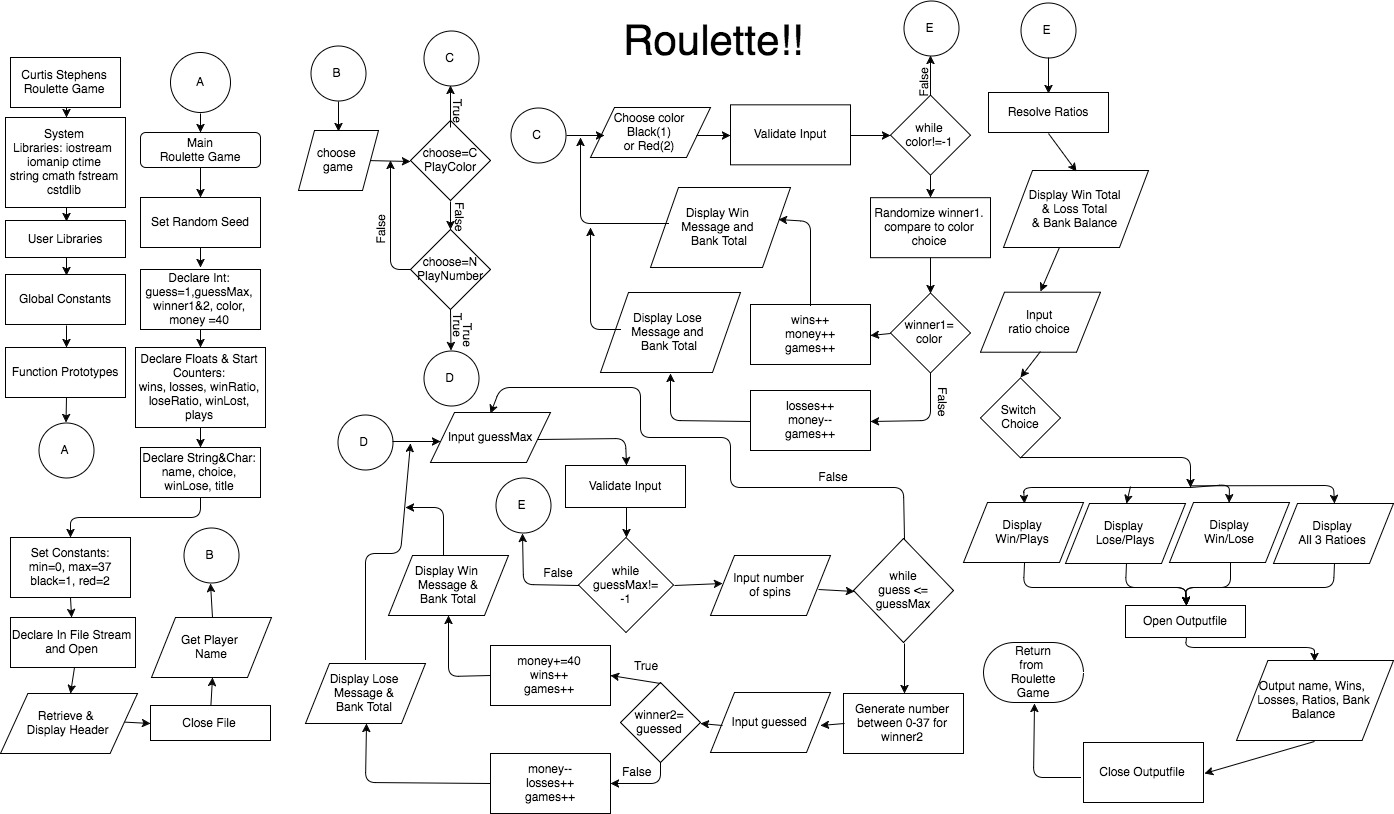 Roulette!!
Curtis Stephens
Roulette Game
System
Libraries: iostream
iomanip ctime
string cmath fstream
cstdlib
User Libraries
Global Constants
Function Prototypes
A
A
Main
Roulette Game
Set Random Seed
Declare Int:
guess=1,guessMax,
winner1&2, color,
money =40
Declare Floats & Start
Counters:
wins, losses, winRatio,
loseRatio, winLost,
plays
Declare String&Char:
name, choice,
winLose, title
Set Constants:
min=0, max=37
black=1, red=2
Declare In File Stream
and Open
Retrieve &
Display Header
Close File
Get Player
Name
B
B
choose
game
C
True
choose=C
PlayColor
False
False
choose=N
PlayNumber
True
True
D
C
Choose color
Black(1)
or Red(2)
Validate Input
while
color!=-1
False
E
Randomize winner1.
compare to color
choice
winner1=
color
wins++
money++
games++
Display Win
Message and
Bank Total
False
losses++
money--
games++
Display Lose
Message and
Bank Total
D
Input guessMax
Validate Input
while
guessMax!=
-1
False
E
Input number
of spins
while
guess <=
guessMax
False
Generate number
between 0-37 for
winner2
Input guessed
winner2=
guessed
True
money+=40
wins++
games++
Display Win
Message &
Bank Total
False
money--
losses++
games++
Display Lose
Message &
Bank Total
E
Resolve Ratios
Display Win Total
& Loss Total
& Bank Balance
Input
ratio choice
Switch
Choice
Display
Win/Plays
Display
Lose/Plays
Display
Win/Lose
Display
All 3 Ratioes
Open Outputfile
Output name, Wins,
Losses, Ratios, Bank
Balance
Close Outputfile
Return
from
Roulette
Game